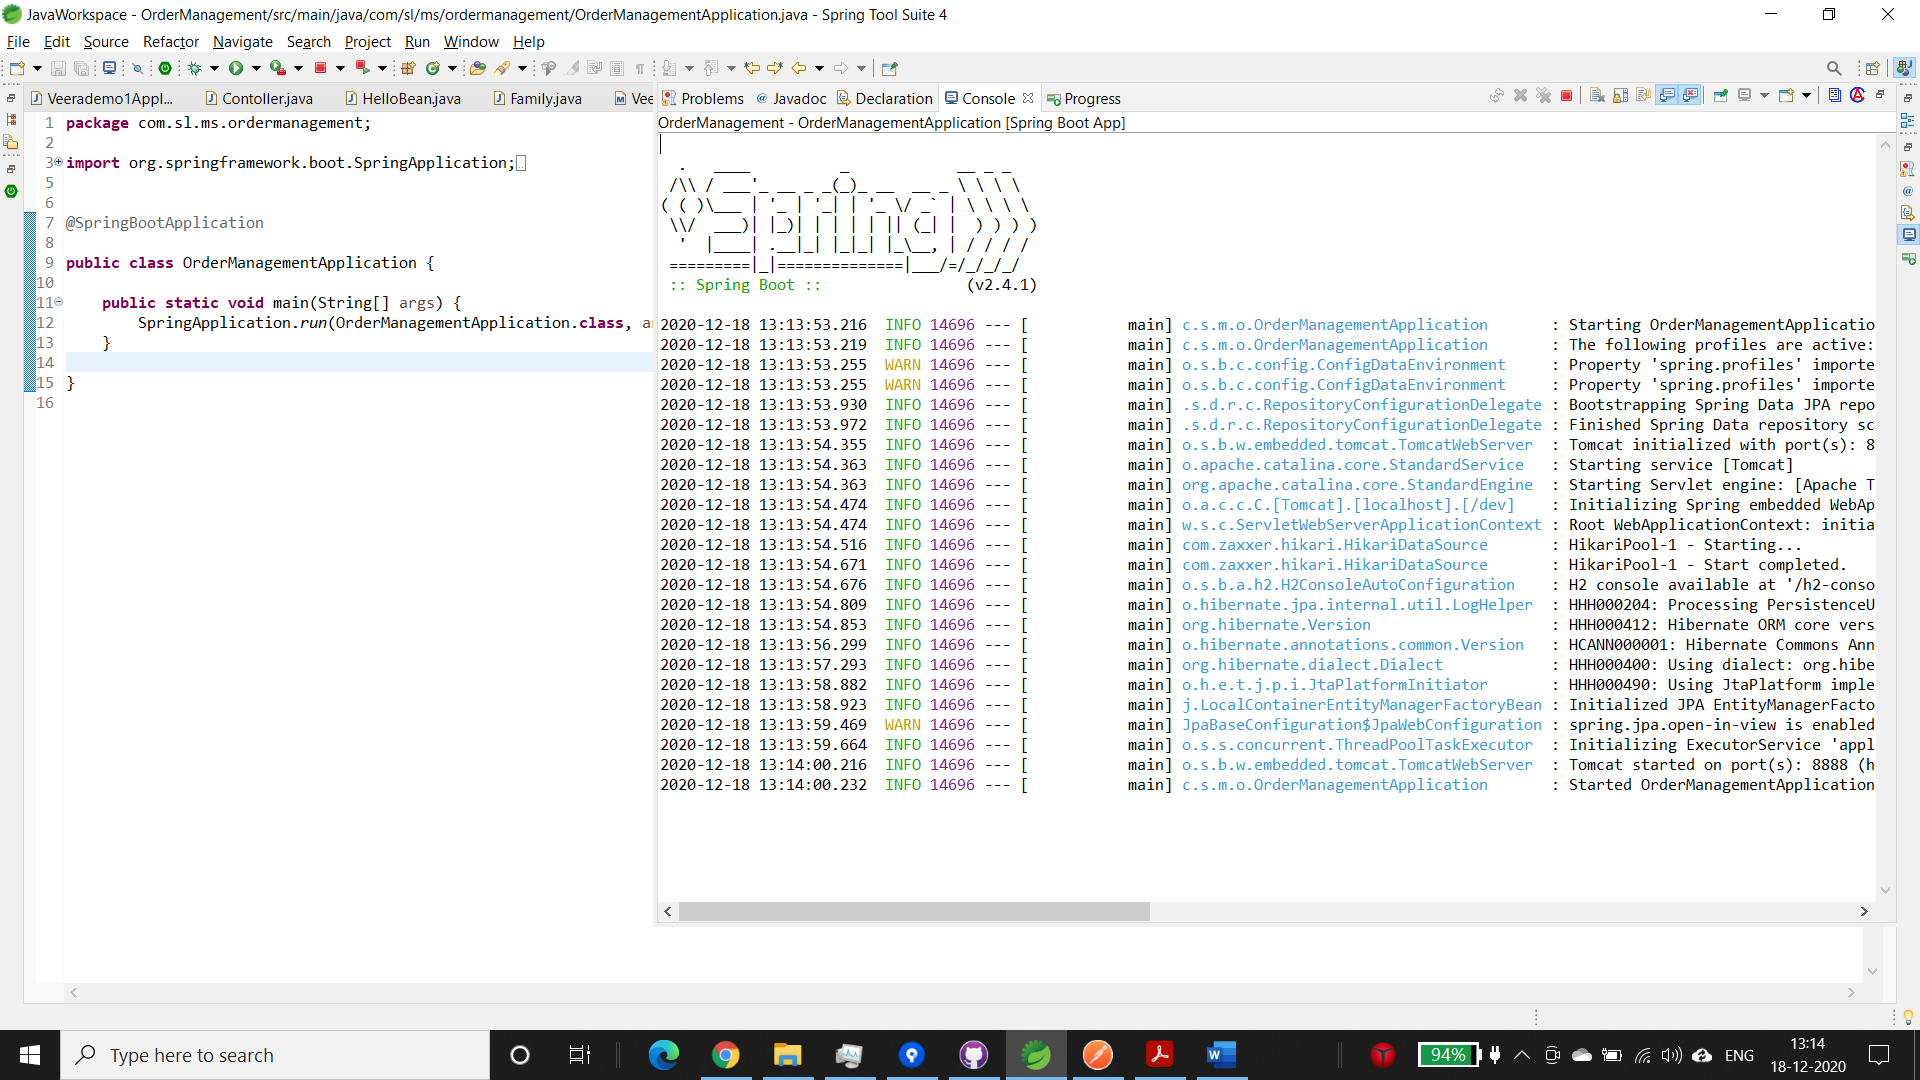 JavaWorkspace - OrderManagement/src/main/java/com/sl/ms/ordermanagement/OrderManagementApplication.java - Spring Tool Suite 4
File Edit Source Refactor Navigate Search Project Run Window Help
Veerademo1Appl... Contoller.java HelloBean.java Family.java Vee
Problems Javadoc Declaration Console Progress
OrderManagement - OrderManagementApplication [Spring Boot App]
1 package com.sl.ms.ordermanagement;
2
3 import org.springframework.boot.SpringApplication;
5
6
7 @SpringBootApplication
8
9 public class OrderManagementApplication {
10
11 public static void main(String[] args) {
12 SpringApplication.run(OrderManagementApplication.class, a
13 }
14
15 }
16
:: Spring Boot :: (v2.4.1)
2020-12-18 13:13:53.216 INFO 14696 --- [ main] c.s.m.o.OrderManagementApplication : Starting OrderManagementApplicatio
2020-12-18 13:13:53.219 INFO 14696 --- [ main] c.s.m.o.OrderManagementApplication : The following profiles are active:
2020-12-18 13:13:53.255 WARN 14696 --- [ main] o.s.b.c.config.ConfigDataEnvironment : Property 'spring.profiles' importe
2020-12-18 13:13:53.255 WARN 14696 --- [ main] o.s.b.c.config.ConfigDataEnvironment : Property 'spring.profiles' importe
2020-12-18 13:13:53.930 INFO 14696 --- [ main] .s.d.r.c.RepositoryConfigurationDelegate : Bootstrapping Spring Data JPA repo
2020-12-18 13:13:53.972 INFO 14696 --- [ main] .s.d.r.c.RepositoryConfigurationDelegate : Finished Spring Data repository sc
2020-12-18 13:13:54.355 INFO 14696 --- [ main] o.s.b.w.embedded.tomcat.TomcatWebServer : Tomcat initialized with port(s): 8
2020-12-18 13:13:54.363 INFO 14696 --- [ main] o.apache.catalina.core.StandardService : Starting service [Tomcat]
2020-12-18 13:13:54.363 INFO 14696 --- [ main] org.apache.catalina.core.StandardEngine : Starting Servlet engine: [Apache T
2020-12-18 13:13:54.474 INFO 14696 --- [ main] o.a.c.c.C.[Tomcat].[localhost].[/dev] : Initializing Spring embedded WebAp
2020-12-18 13:13:54.474 INFO 14696 --- [ main] w.s.c.ServletWebServerApplicationContext : Root WebApplicationContext: initia
2020-12-18 13:13:54.516 INFO 14696 --- [ main] com.zaxxer.hikari.HikariDataSource : HikariPool-1 - Starting...
2020-12-18 13:13:54.671 INFO 14696 --- [ main] com.zaxxer.hikari.HikariDataSource : HikariPool-1 - Start completed.
2020-12-18 13:13:54.676 INFO 14696 --- [ main] o.s.b.a.h2.H2ConsoleAutoConfiguration : H2 console available at '/h2-conso
2020-12-18 13:13:54.809 INFO 14696 --- [ main] o.hibernate.jpa.internal.util.LogHelper : HHH000204: Processing PersistenceU
2020-12-18 13:13:54.853 INFO 14696 --- [ main] org.hibernate.Version : HHH000412: Hibernate ORM core vers
2020-12-18 13:13:56.299 INFO 14696 --- [ main] o.hibernate.annotations.common.Version : HCANN000001: Hibernate Commons Ann
2020-12-18 13:13:57.293 INFO 14696 --- [ main] org.hibernate.dialect.Dialect : HHH000400: Using dialect: org.hibe
2020-12-18 13:13:58.882 INFO 14696 --- [ main] o.h.e.t.j.p.i.JtaPlatformInitiator : HHH000490: Using JtaPlatform imple
2020-12-18 13:13:58.923 INFO 14696 --- [ main] j.LocalContainerEntityManagerFactoryBean : Initialized JPA EntityManagerFacto
2020-12-18 13:13:59.469 WARN 14696 --- [ main] JpaBaseConfiguration$JpaWebConfiguration : spring.jpa.open-in-view is enabled
2020-12-18 13:13:59.664 INFO 14696 --- [ main] o.s.s.concurrent.ThreadPoolTaskExecutor : Initializing ExecutorService 'appl
2020-12-18 13:14:00.216 INFO 14696 --- [ main] o.s.b.w.embedded.tomcat.TomcatWebServer : Tomcat started on port(s): 8888 (h
2020-12-18 13:14:00.232 INFO 14696 --- [ main] c.s.m.o.OrderManagementApplication : Started OrderManagementApplication
Type here to search
94%
ENG
13:14
18-12-2020